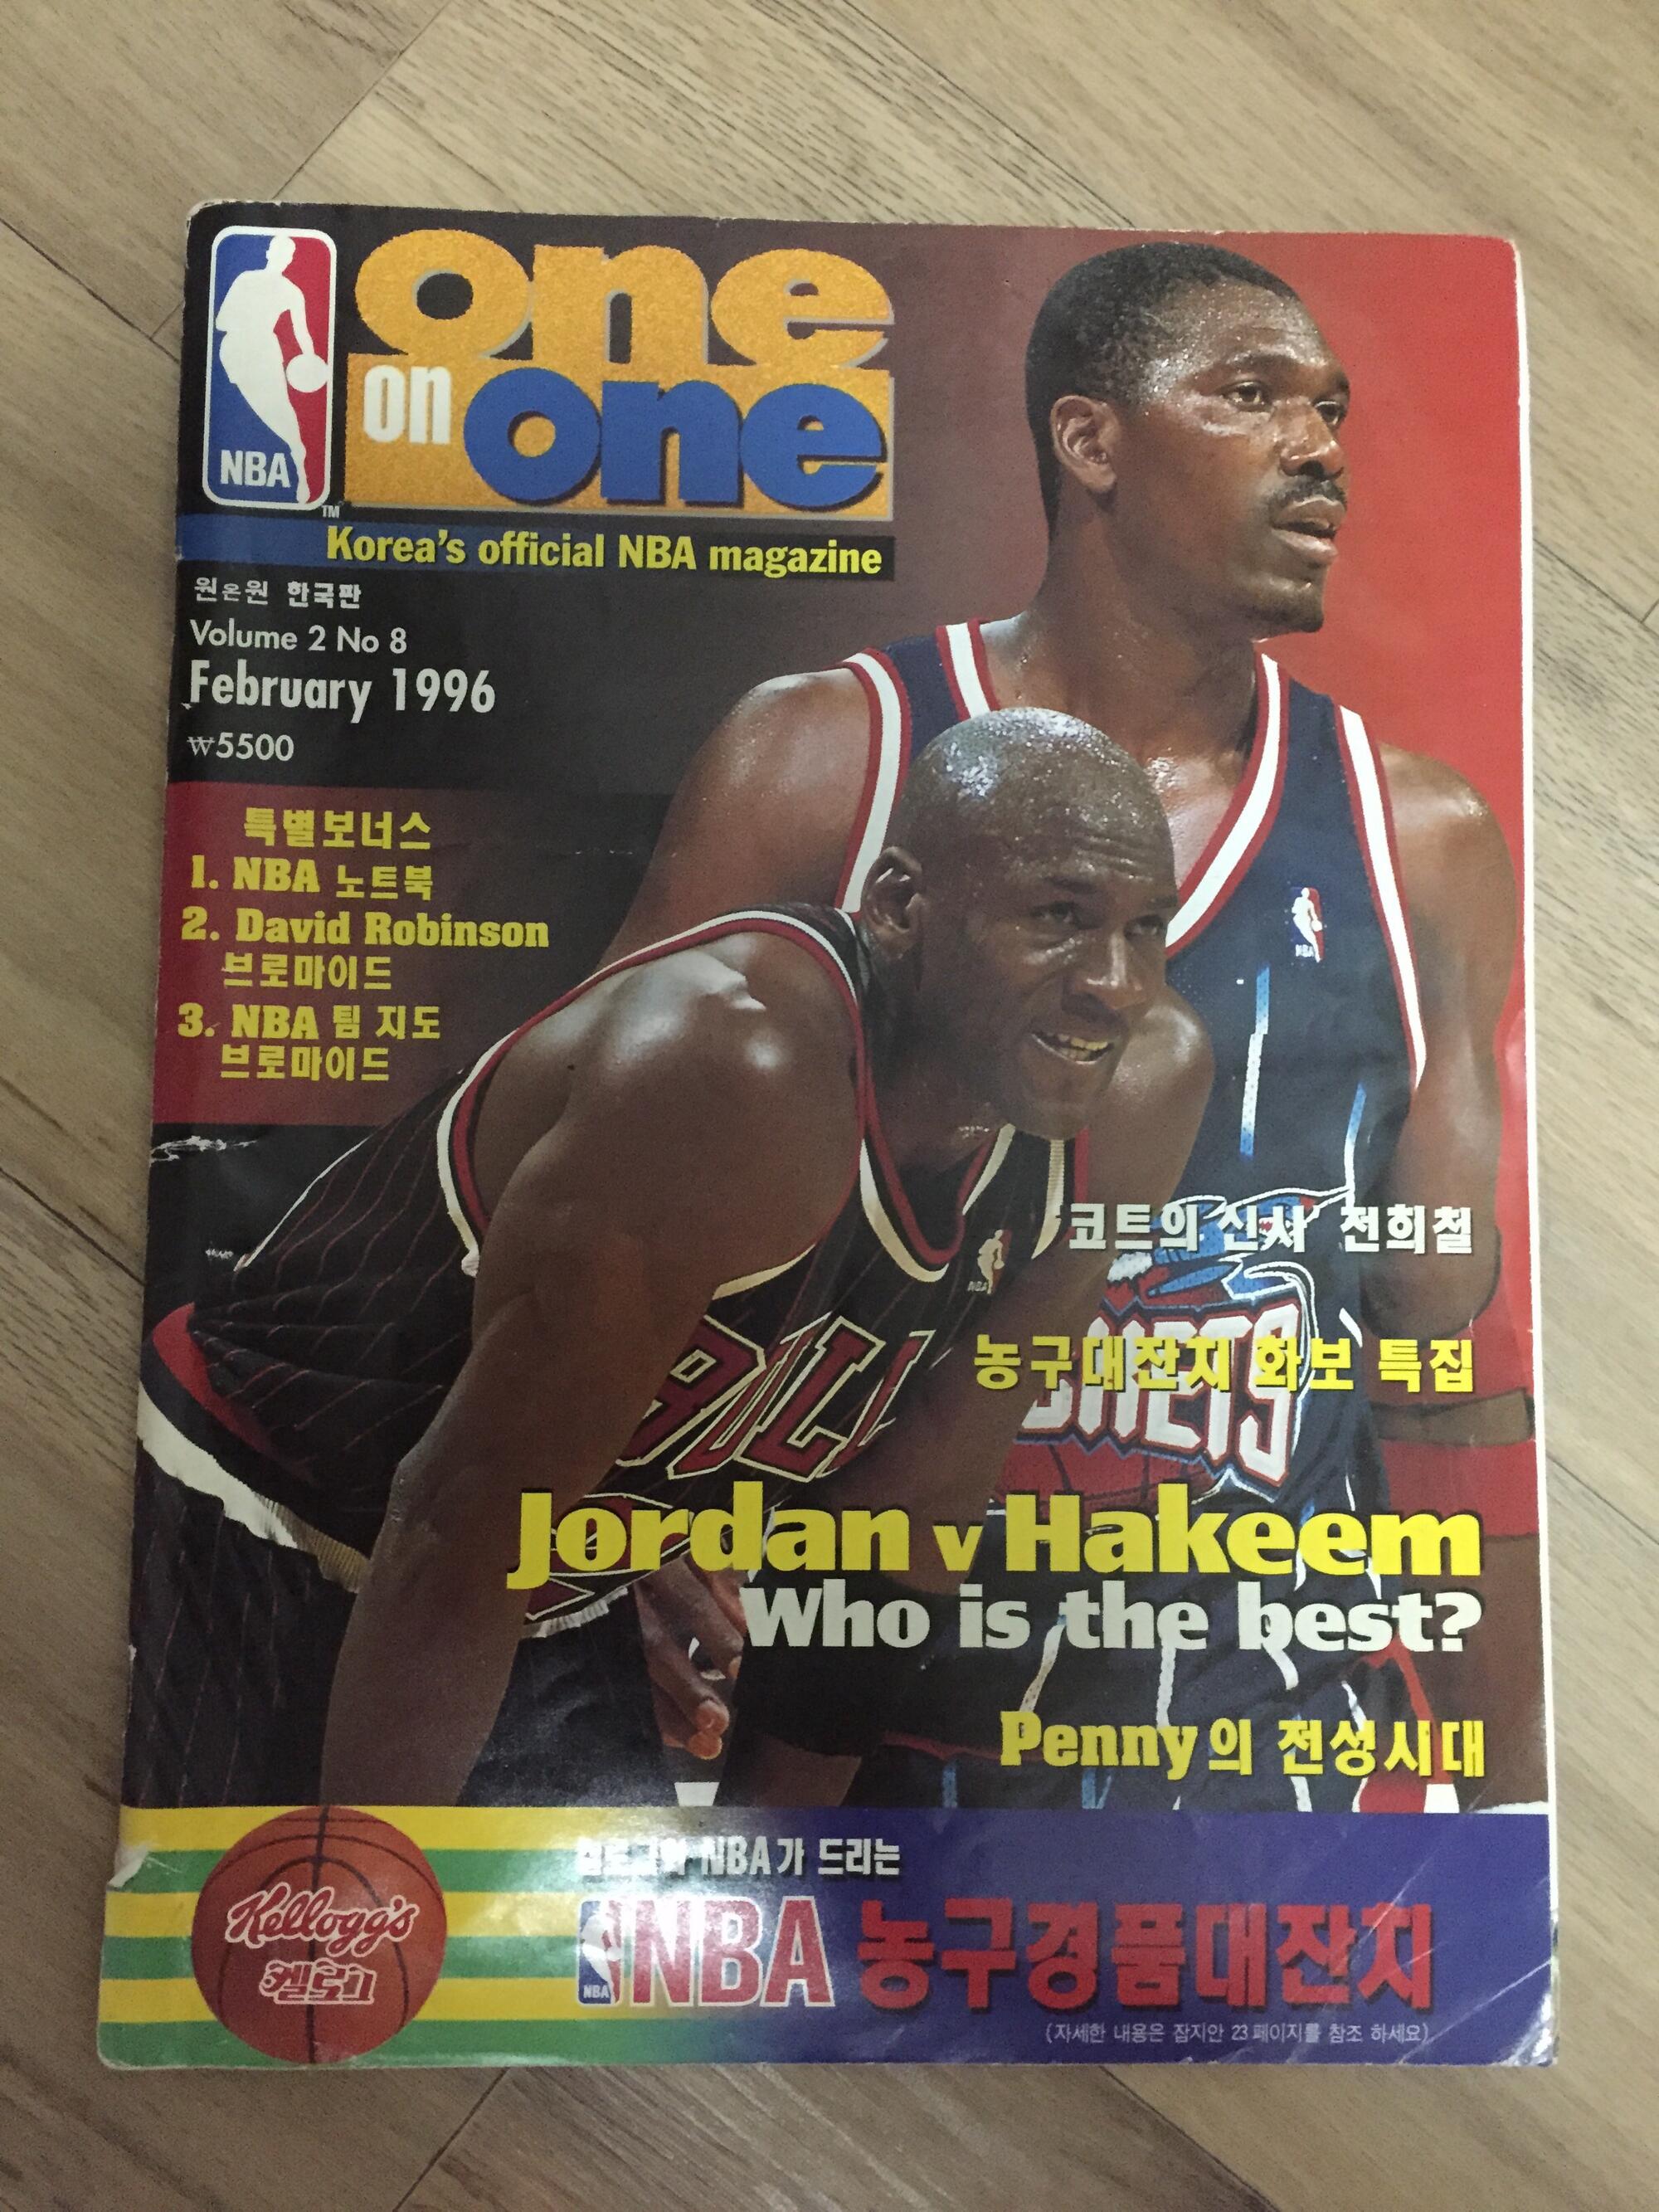 NBA
TM
one
on one
Korea's official NBA magazine
원은원 한국판
Volume 2 No 8
February 1996
₩5500
특별보너스
1. NBA 노트북
2. David Robinson
브로마이드
3. NBA 팀 지도
브로마이드
NBA
NBA
코트의 신사 전희철
농구대잔치 화보 특집
BULL
Jordan v Hakeem
Who is the best?
Penny의 전성시대
NBA가 드리는
Kellogg's
켈로그
NBA
NBA 농구경품대잔치
(자세한 내용은 잡지안 23페이지를 참조 하세요)